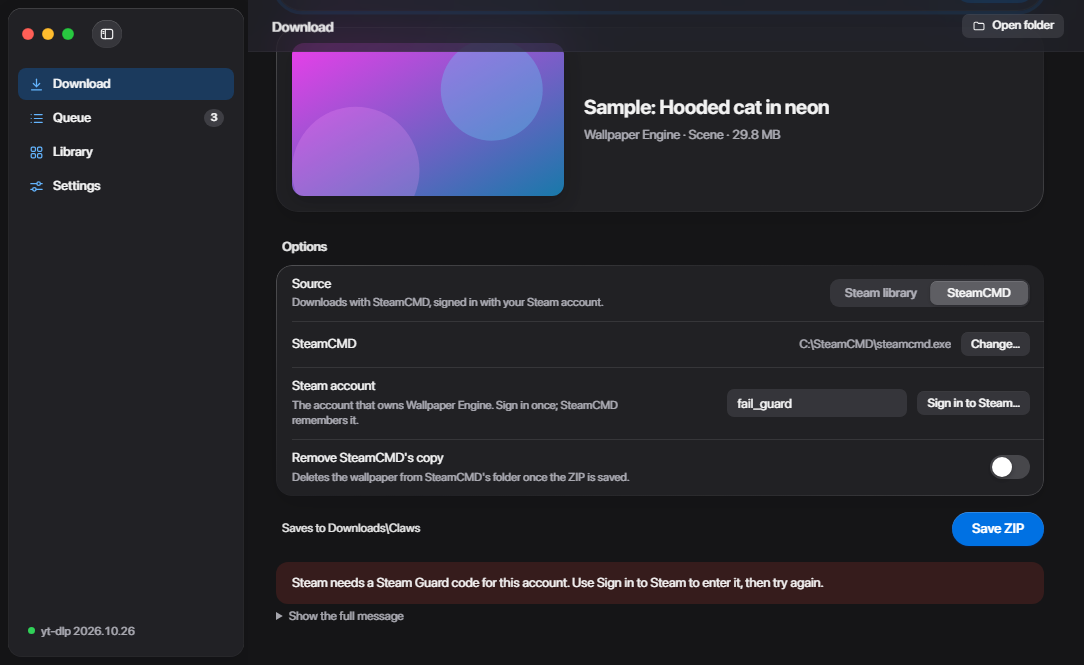 Download
Open folder
Download
Queue
3
Library
Settings
Sample: Hooded cat in neon
Wallpaper Engine · Scene · 29.8 MB
Options
Source
Downloads with SteamCMD, signed in with your Steam account.
Steam library
SteamCMD
SteamCMD
C:\SteamCMD\steamcmd.exe
Change...
Steam account
The account that owns Wallpaper Engine. Sign in once; SteamCMD
remembers it.
fail_guard
Sign in to Steam...
Remove SteamCMD's copy
Deletes the wallpaper from SteamCMD's folder once the ZIP is saved.
Saves to Downloads\Claws
Save ZIP
Steam needs a Steam Guard code for this account. Use Sign in to Steam to enter it, then try again.
Show the full message
yt-dlp 2026.10.26